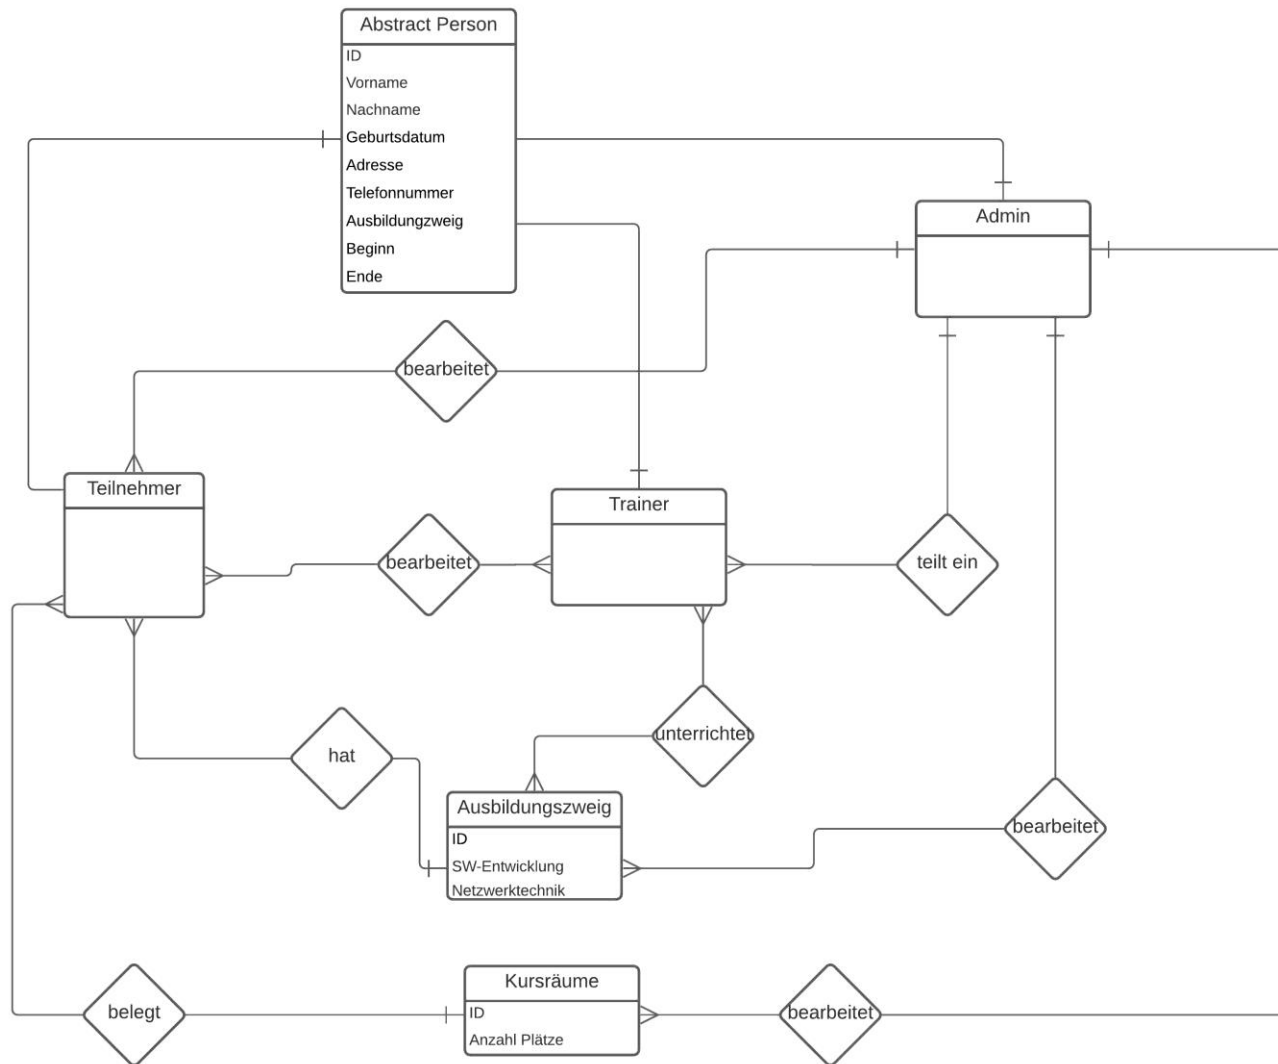 Abstract Person
ID
Vorname
Nachname
Geburtsdatum
Adresse
Telefonnummer
Ausbildungzweig
Beginn
Ende
Admin
bearbeitet
Teilnehmer
Trainer
bearbeitet
teilt ein
unterrichtet
hat
Ausbildungszweig
ID
SW-Entwicklung
Netzwerktechnik
bearbeitet
Kursräume
ID
Anzahl Plätze
belegt
bearbeitet